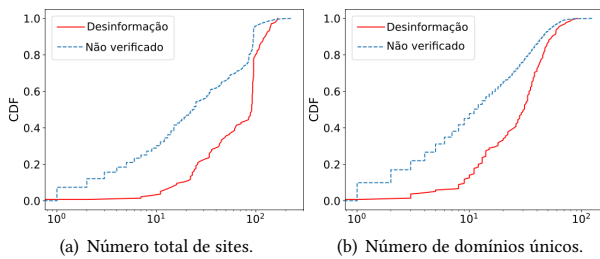 CDF
1.0
0.8
0.6
0.4
0.2
0.0
Desinformação
Não verificado
10⁰ 10¹ 10²
(a) Número total de sites.
CDF
1.0
0.8
0.6
0.4
0.2
0.0
Desinformação
Não verificado
10⁰ 10¹ 10²
(b) Número de domínios únicos.